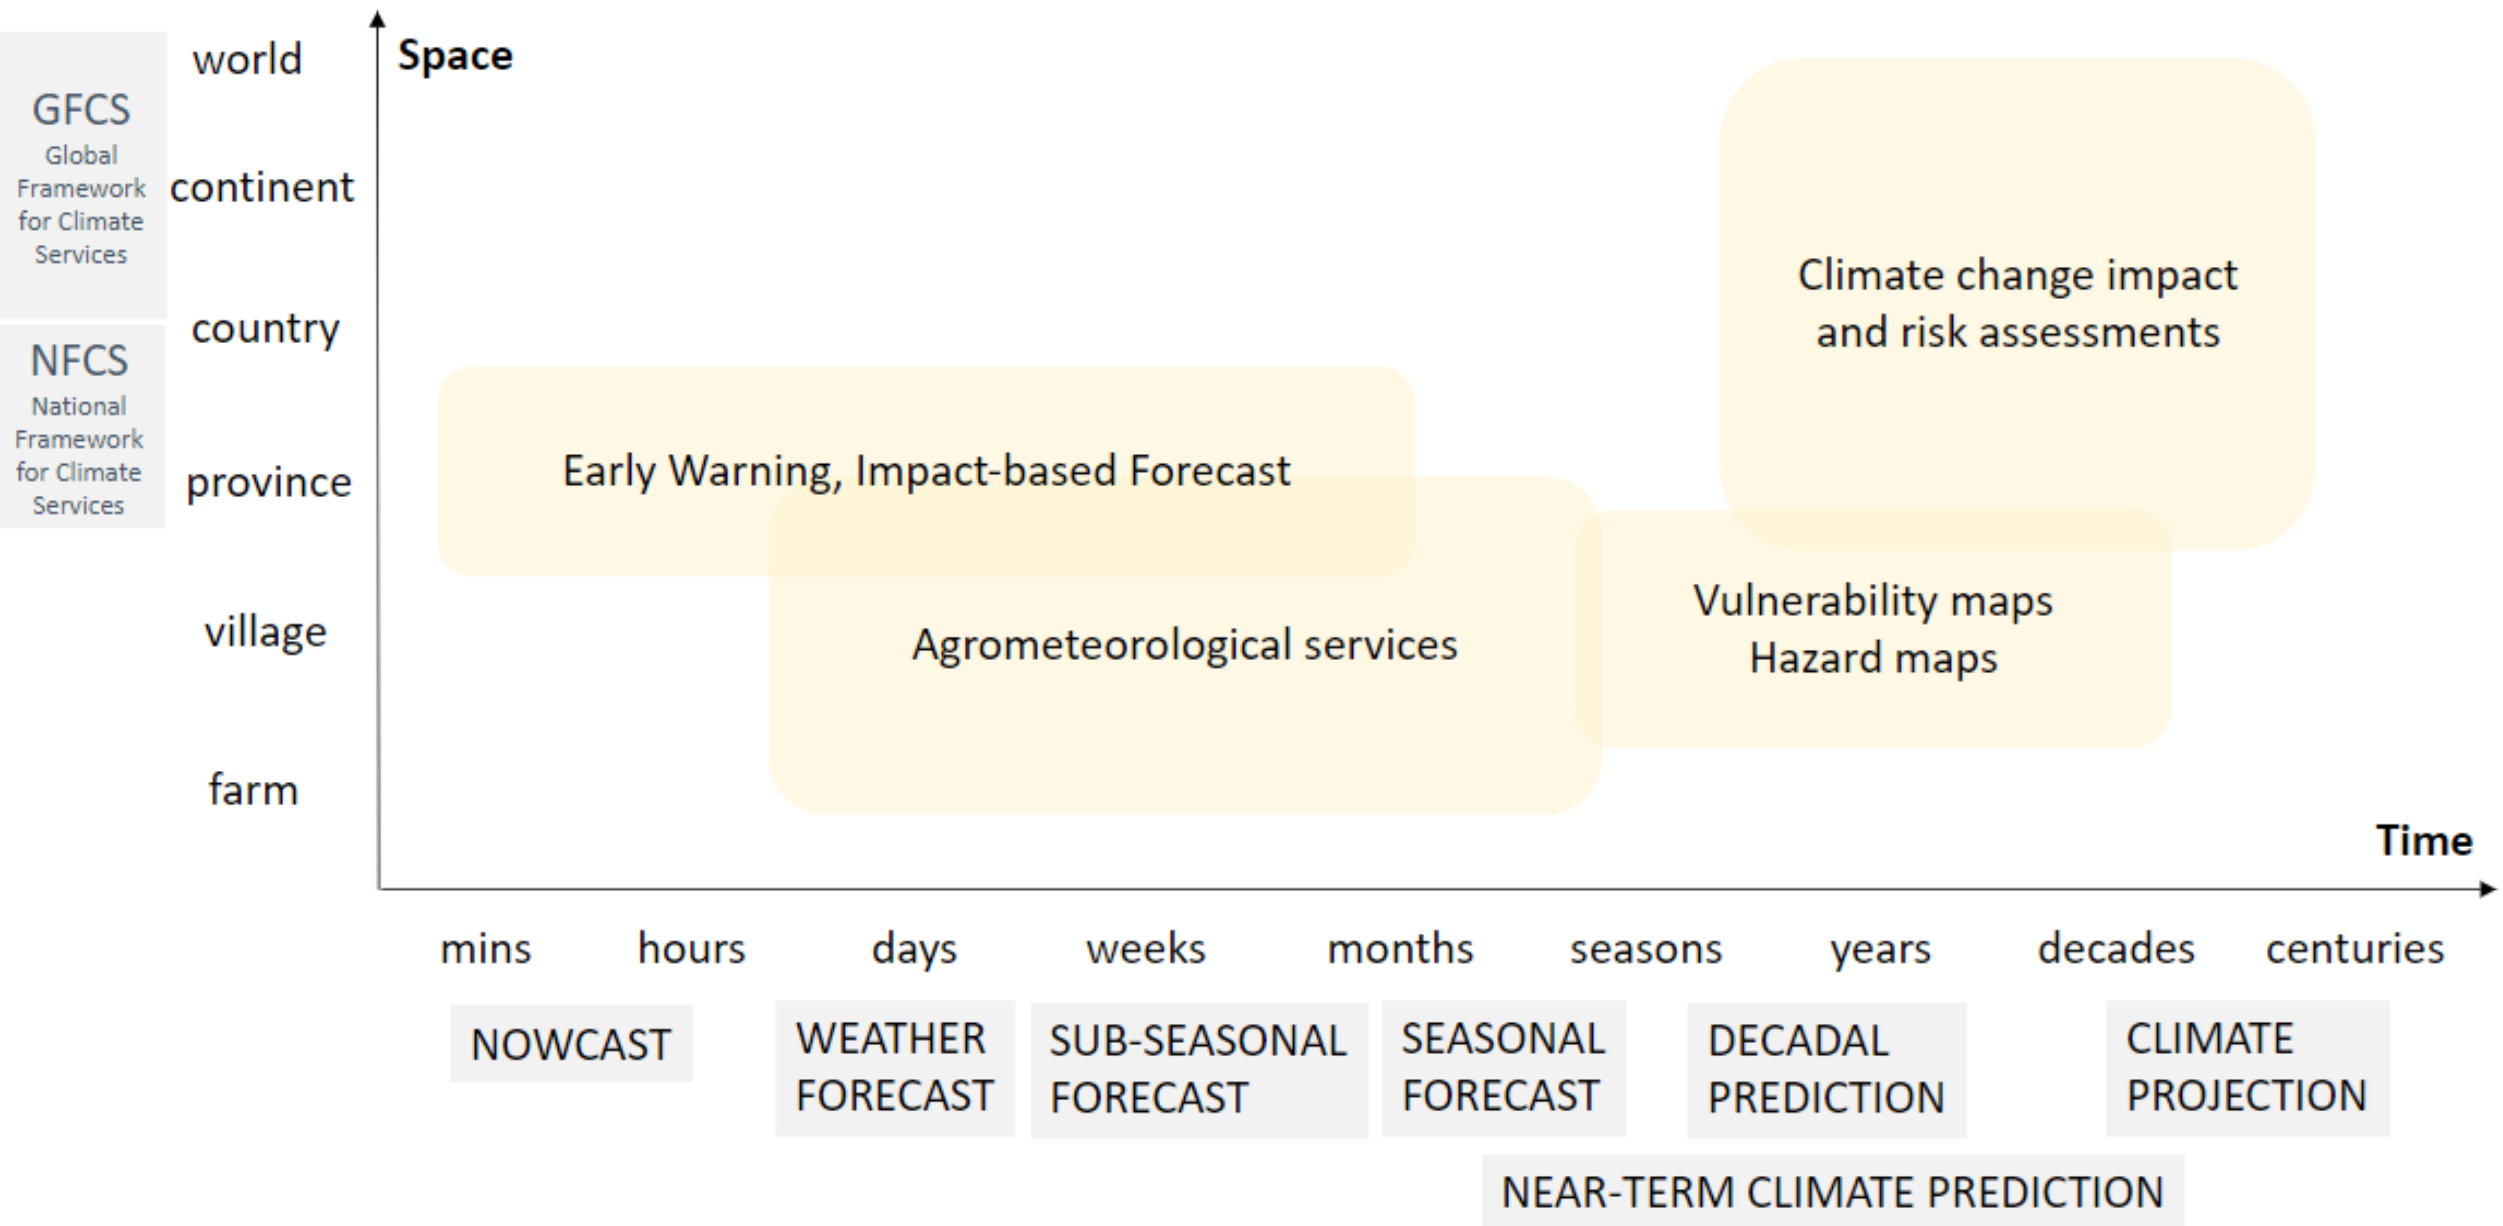 world
Space
GFCS
Global
Framework
for Climate
Services
continent
country
NFCS
National
Framework
for Climate
Services
province
village
farm
Climate change impact
and risk assessments
Early Warning, Impact-based Forecast
Agrometeorological services
Vulnerability maps
Hazard maps
Time
mins hours days weeks months seasons years decades centuries
NOWCAST
WEATHER
FORECAST
SUB-SEASONAL
FORECAST
SEASONAL
FORECAST
DECADAL
PREDICTION
CLIMATE
PROJECTION
NEAR-TERM CLIMATE PREDICTION